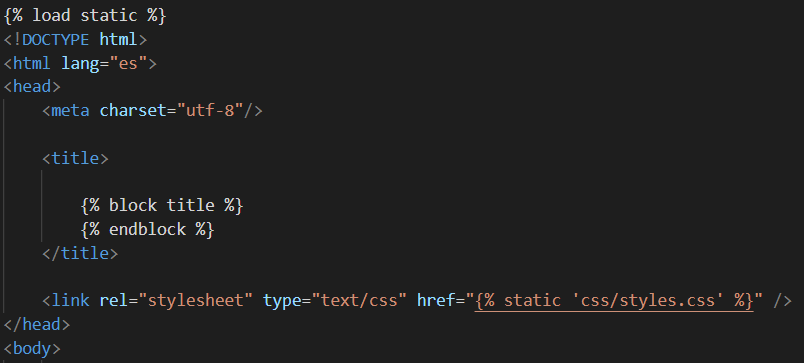 {% load static %}
<!DOCTYPE html>
<html lang="es">
<head>
    <meta charset="utf-8"/>
    <title>
        {% block title %}
        {% endblock %}
    </title>
    <link rel="stylesheet" type="text/css" href="{% static 'css/styles.css' %}" />
</head>
<body>